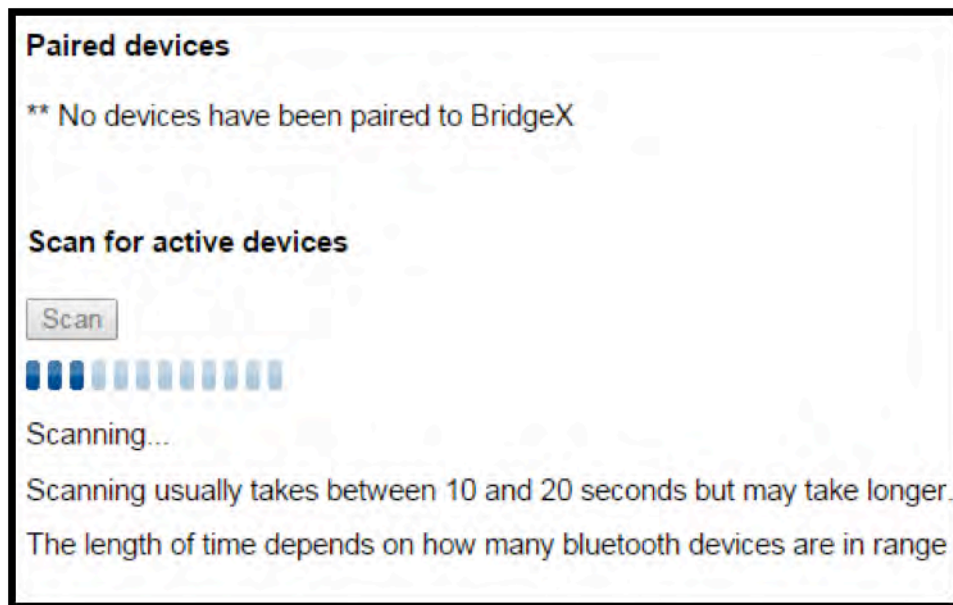 Paired devices
** No devices have been paired to BridgeX
Scan for active devices
Scan
Scanning...
Scanning usually takes between 10 and 20 seconds but may take longer.
The length of time depends on how many bluetooth devices are in range